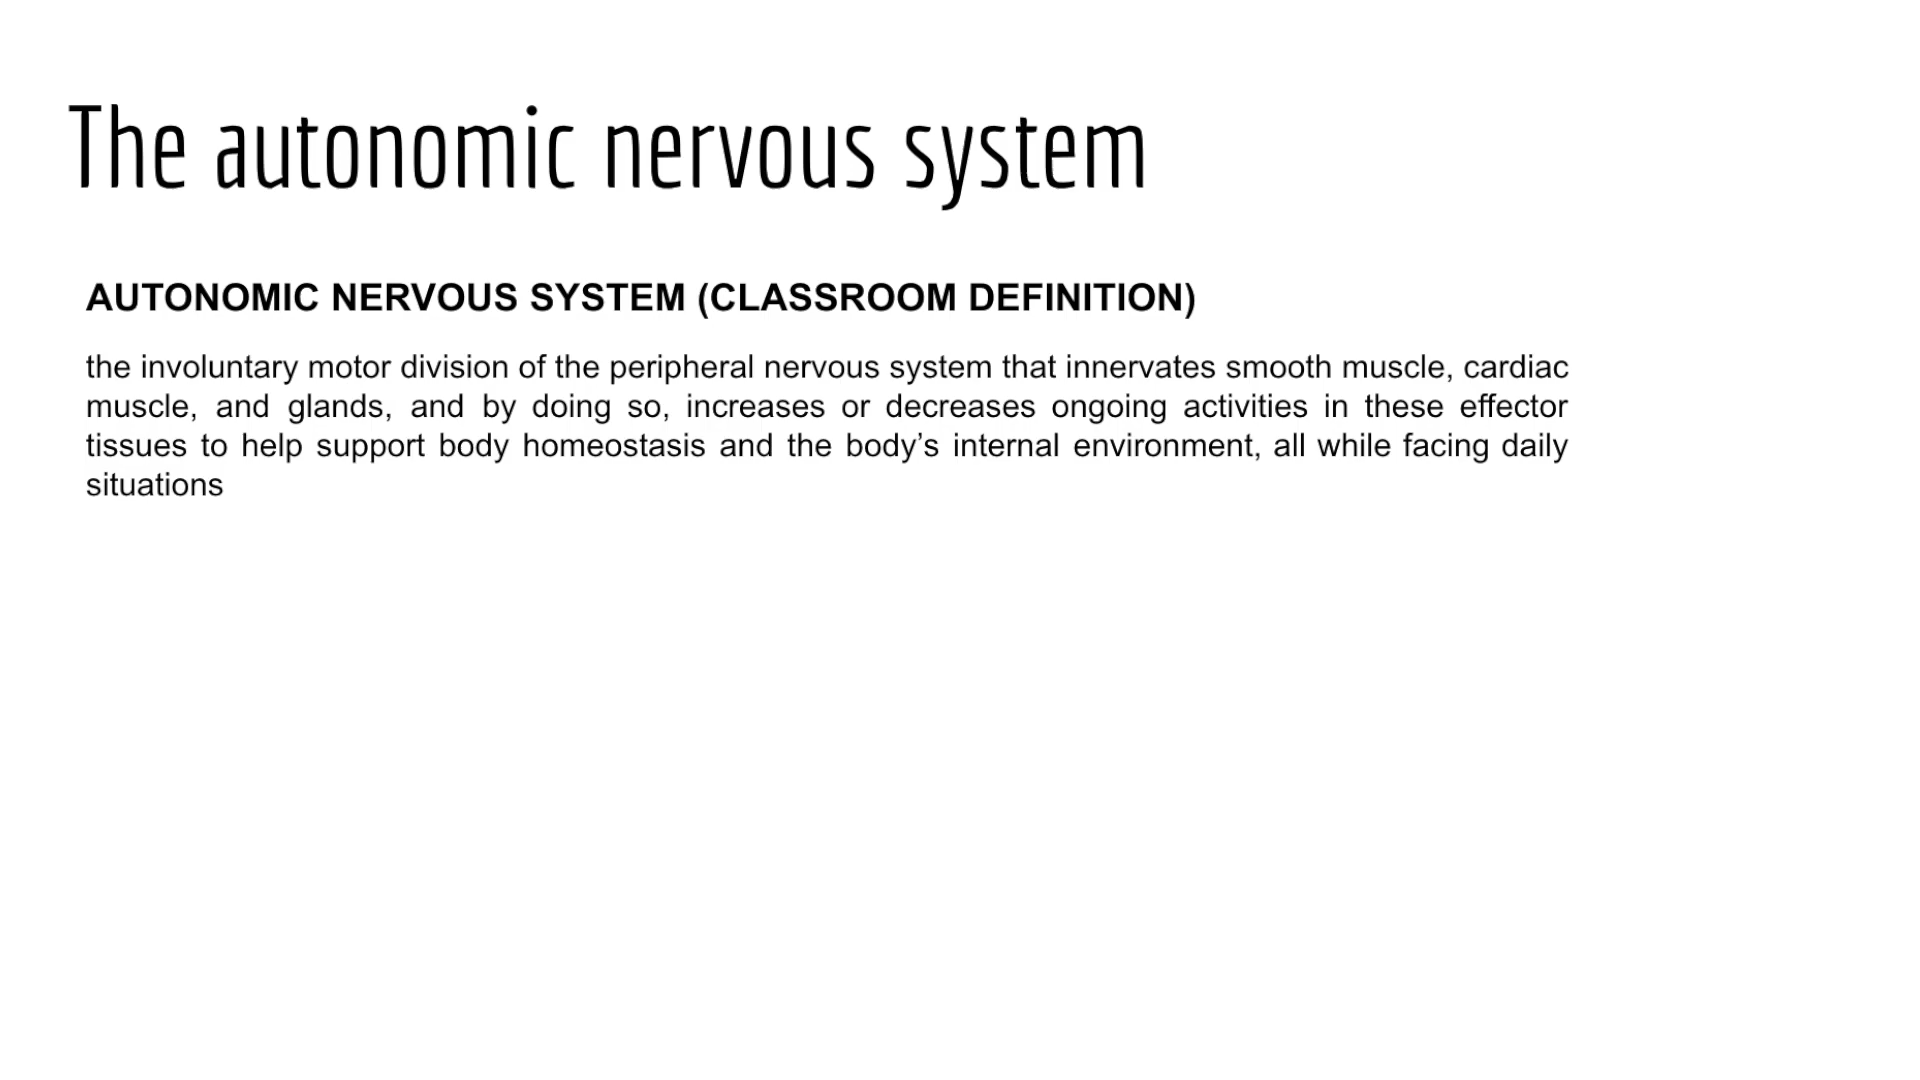 The autonomic nervous system
AUTONOMIC NERVOUS SYSTEM (CLASSROOM DEFINITION)
the involuntary motor division of the peripheral nervous system that innervates smooth muscle, cardiac
muscle, and glands, and by doing so, increases or decreases ongoing activities in these effector
tissues to help support body homeostasis and the body’s internal environment, all while facing daily
situations